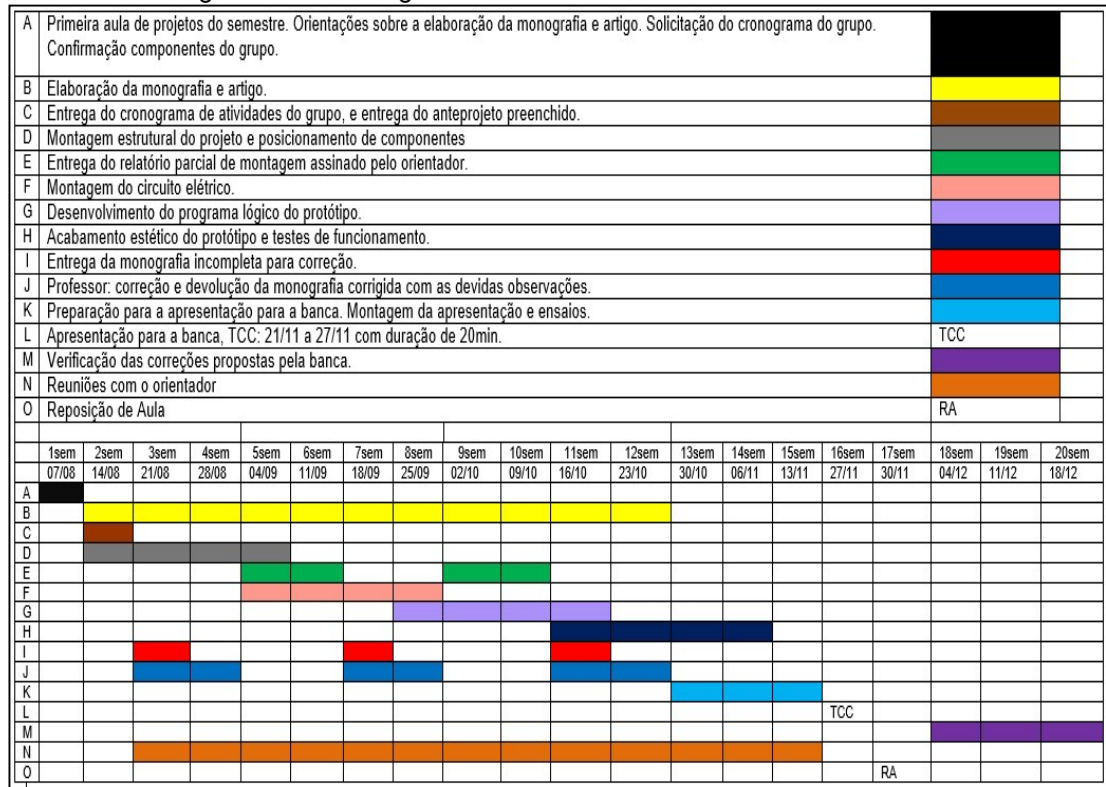 A Primeira aula de projetos do semestre. Orientações sobre a elaboração da monografia e artigo. Solicitação do cronograma do grupo.
Confirmação componentes do grupo.
B Elaboração da monografia e artigo.
C Entrega do cronograma de atividades do grupo, e entrega do anteprojeto preenchido.
D Montagem estrutural do projeto e posicionamento de componentes
E Entrega do relatório parcial de montagem assinado pelo orientador.
F Montagem do circuito elétrico.
G Desenvolvimento do programa lógico do protótipo.
H Acabamento estético do protótipo e testes de funcionamento.
I Entrega da monografia incompleta para correção.
J Professor: correção e devolução da monografia corrigida com as devidas observações.
K Preparação para a apresentação para a banca. Montagem da apresentação e ensaios.
L Apresentação para a banca, TCC: 21/11 a 27/11 com duração de 20min. TCC
M Verificação das correções propostas pela banca.
N Reuniões com o orientador
O Reposição de Aula RA
1sem 2sem 3sem 4sem 5sem 6sem 7sem 8sem 9sem 10sem 11sem 12sem 13sem 14sem 15sem 16sem 17sem 18sem 19sem 20sem
07/08 14/08 21/08 28/08 04/09 11/09 18/09 25/09 02/10 09/10 16/10 23/10 30/10 06/11 13/11 27/11 30/11 04/12 11/12 18/12
A
B
C
D
E
F
G
H
I
J
K
L TCC
M
N
O RA